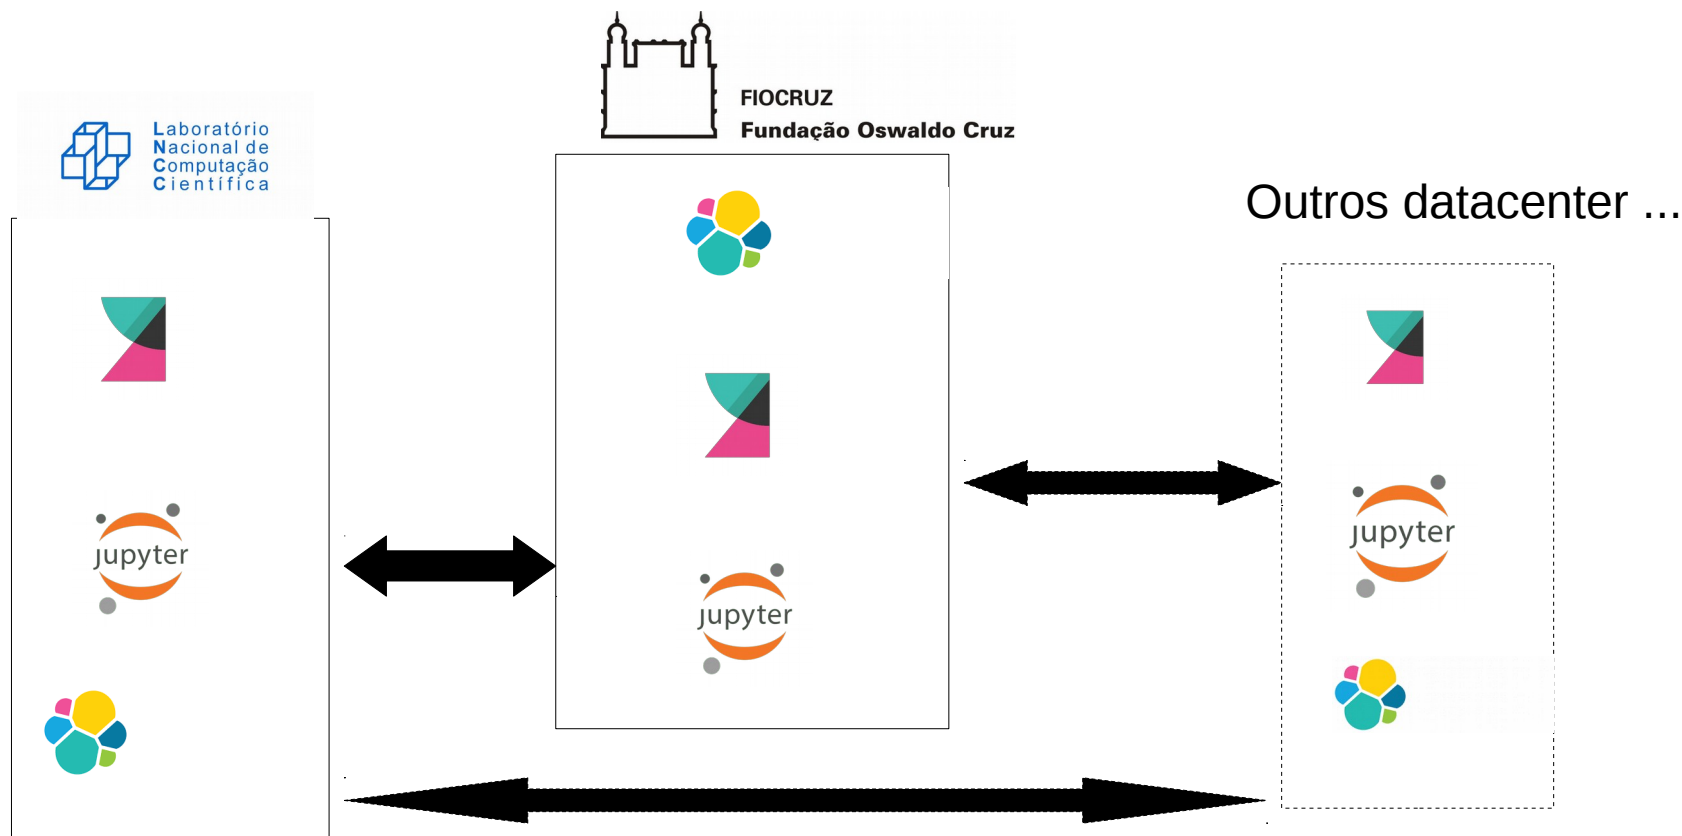 Laboratório
Nacional de
Computação
Científica
FIOCRUZ
Fundação Oswaldo Cruz
Outros datacenter ...
jupyter
jupyter
jupyter